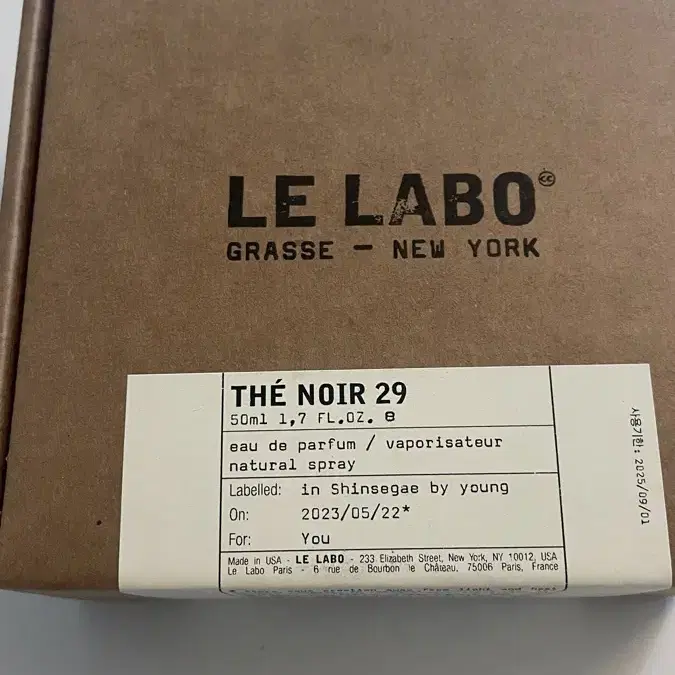 LE LABO
GRASSE — NEW YORK
THÉ NOIR 29
50ml 1,7 FL.OZ. e
eau de parfum / vaporisateur
natural spray
Labelled: in Shinsegae by young
On: 2023/05/22*
For: You
Made in USA - LE LABO - 233 Elizabeth Street, New York, NY 10012, USA
Le Labo Paris - 6 rue de Bourbon le Château, 75006 Paris, France
사용기한: 2025/09/01